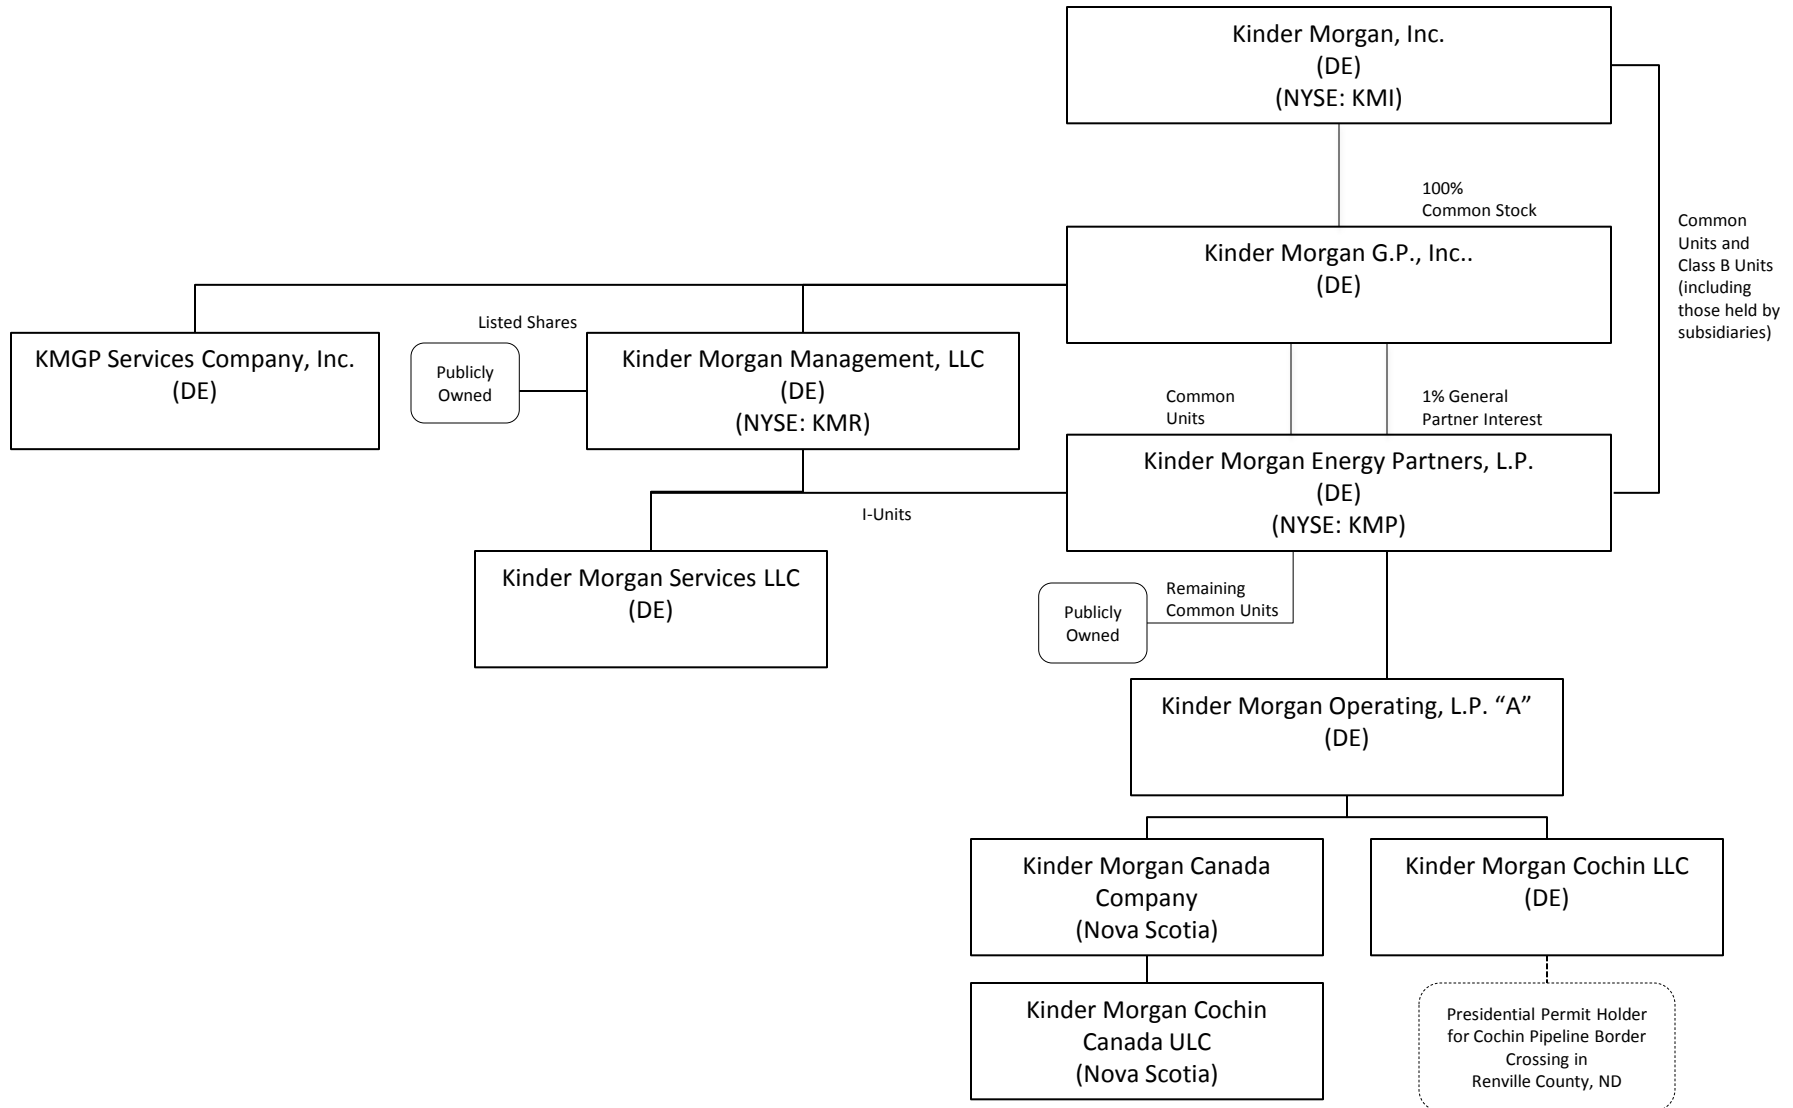 Kinder Morgan, Inc.
(DE)
(NYSE: KMI)
100%
Common Stock
Common
Units and
Class B Units
(including
those held by
subsidiaries)
Kinder Morgan G.P., Inc..
(DE)
Listed Shares
KMGP Services Company, Inc.
(DE)
Publicly
Owned
Kinder Morgan Management, LLC
(DE)
(NYSE: KMR)
Common
Units
1% General
Partner Interest
Kinder Morgan Energy Partners, L.P.
(DE)
(NYSE: KMP)
I-Units
Kinder Morgan Services LLC
(DE)
Publicly
Owned
Remaining
Common Units
Kinder Morgan Operating, L.P. “A”
(DE)
Kinder Morgan Canada
Company
(Nova Scotia)
Kinder Morgan Cochin LLC
(DE)
Kinder Morgan Cochin
Canada ULC
(Nova Scotia)
Presidential Permit Holder
for Cochin Pipeline Border
Crossing in
Renville County, ND